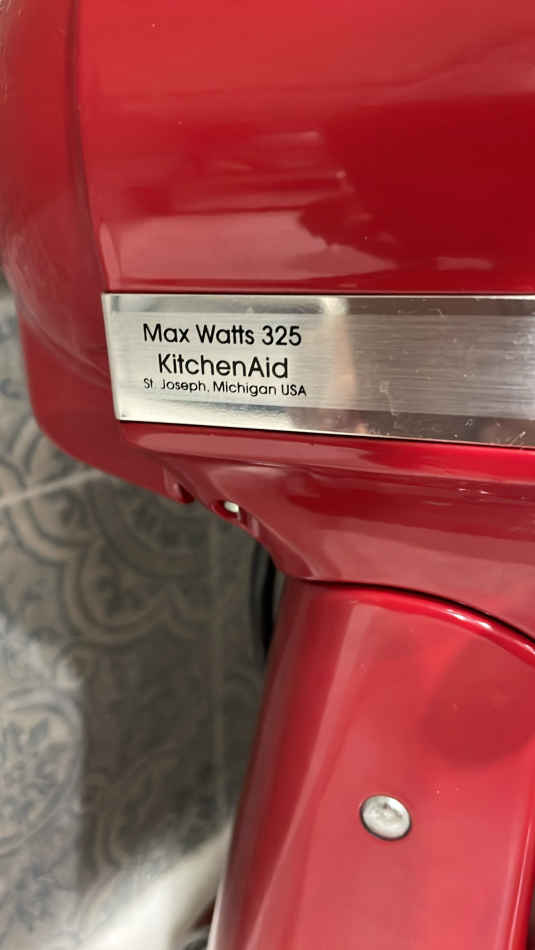 Max Watts 325
KitchenAid
St. Joseph, Michigan USA